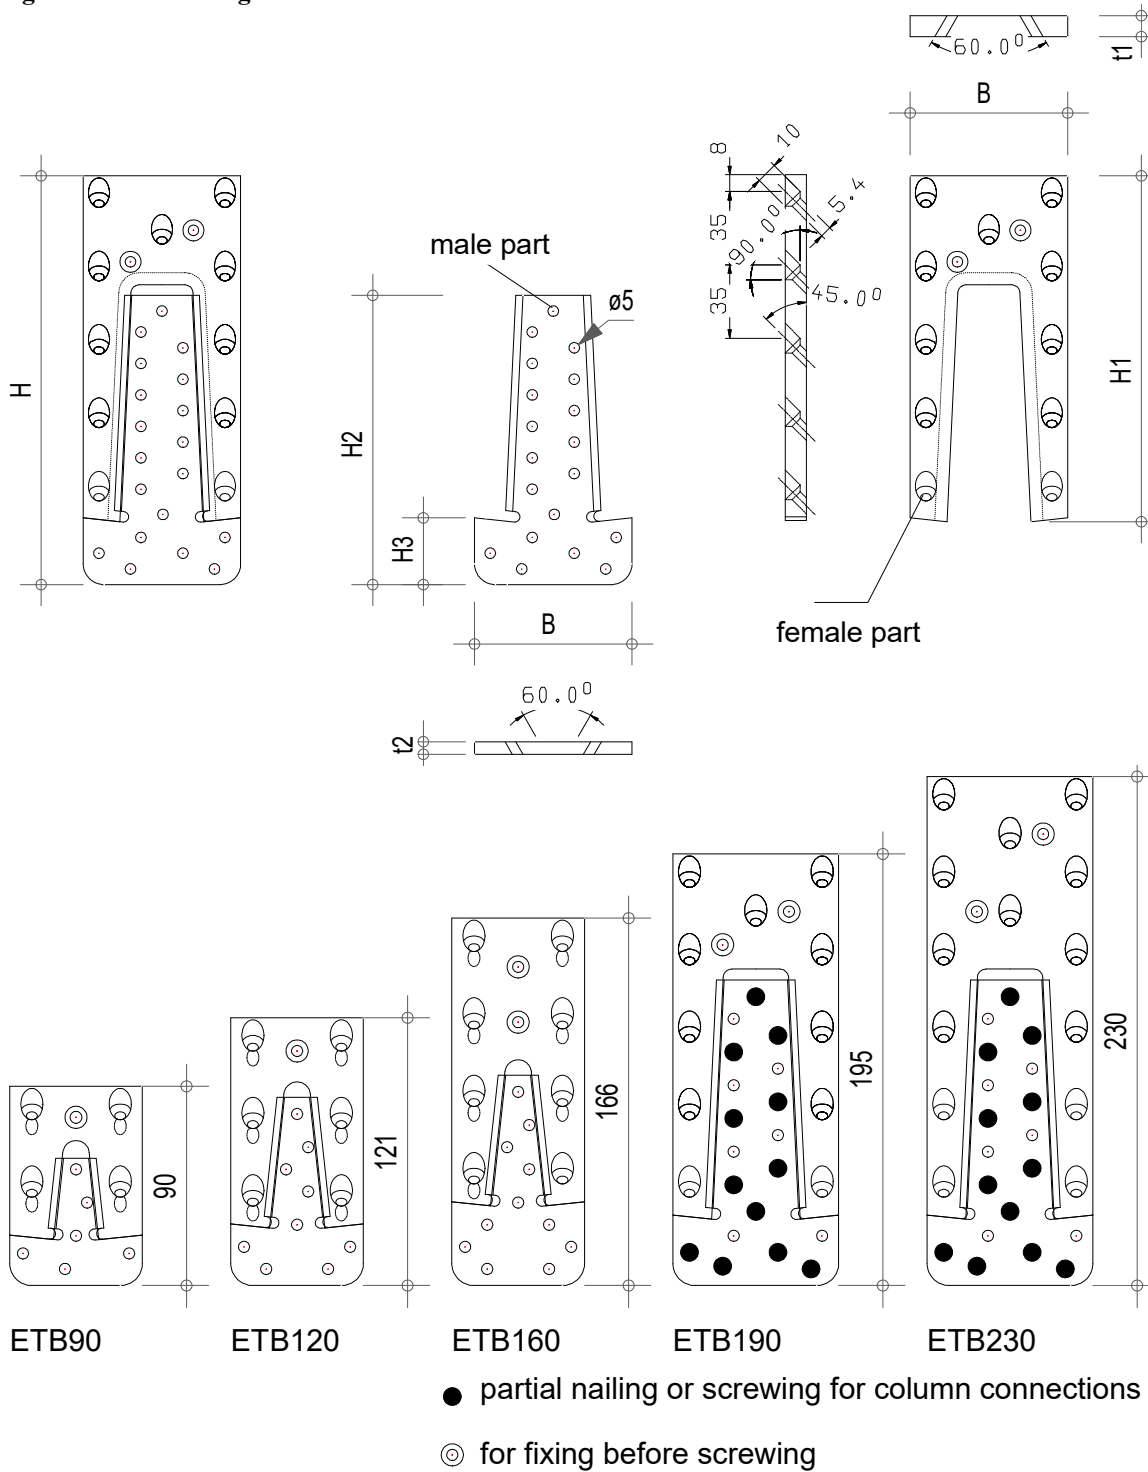 60.0°
t1
B
8
10
35
5.4
90.0°
male part
H
35
45.0°
ø5
H1
H2
H3
B
female part
60.0°
t2
90
121
166
195
230
ETB90 ETB120 ETB160 ETB190 ETB230
partial nailing or screwing for column connections
for fixing before screwing